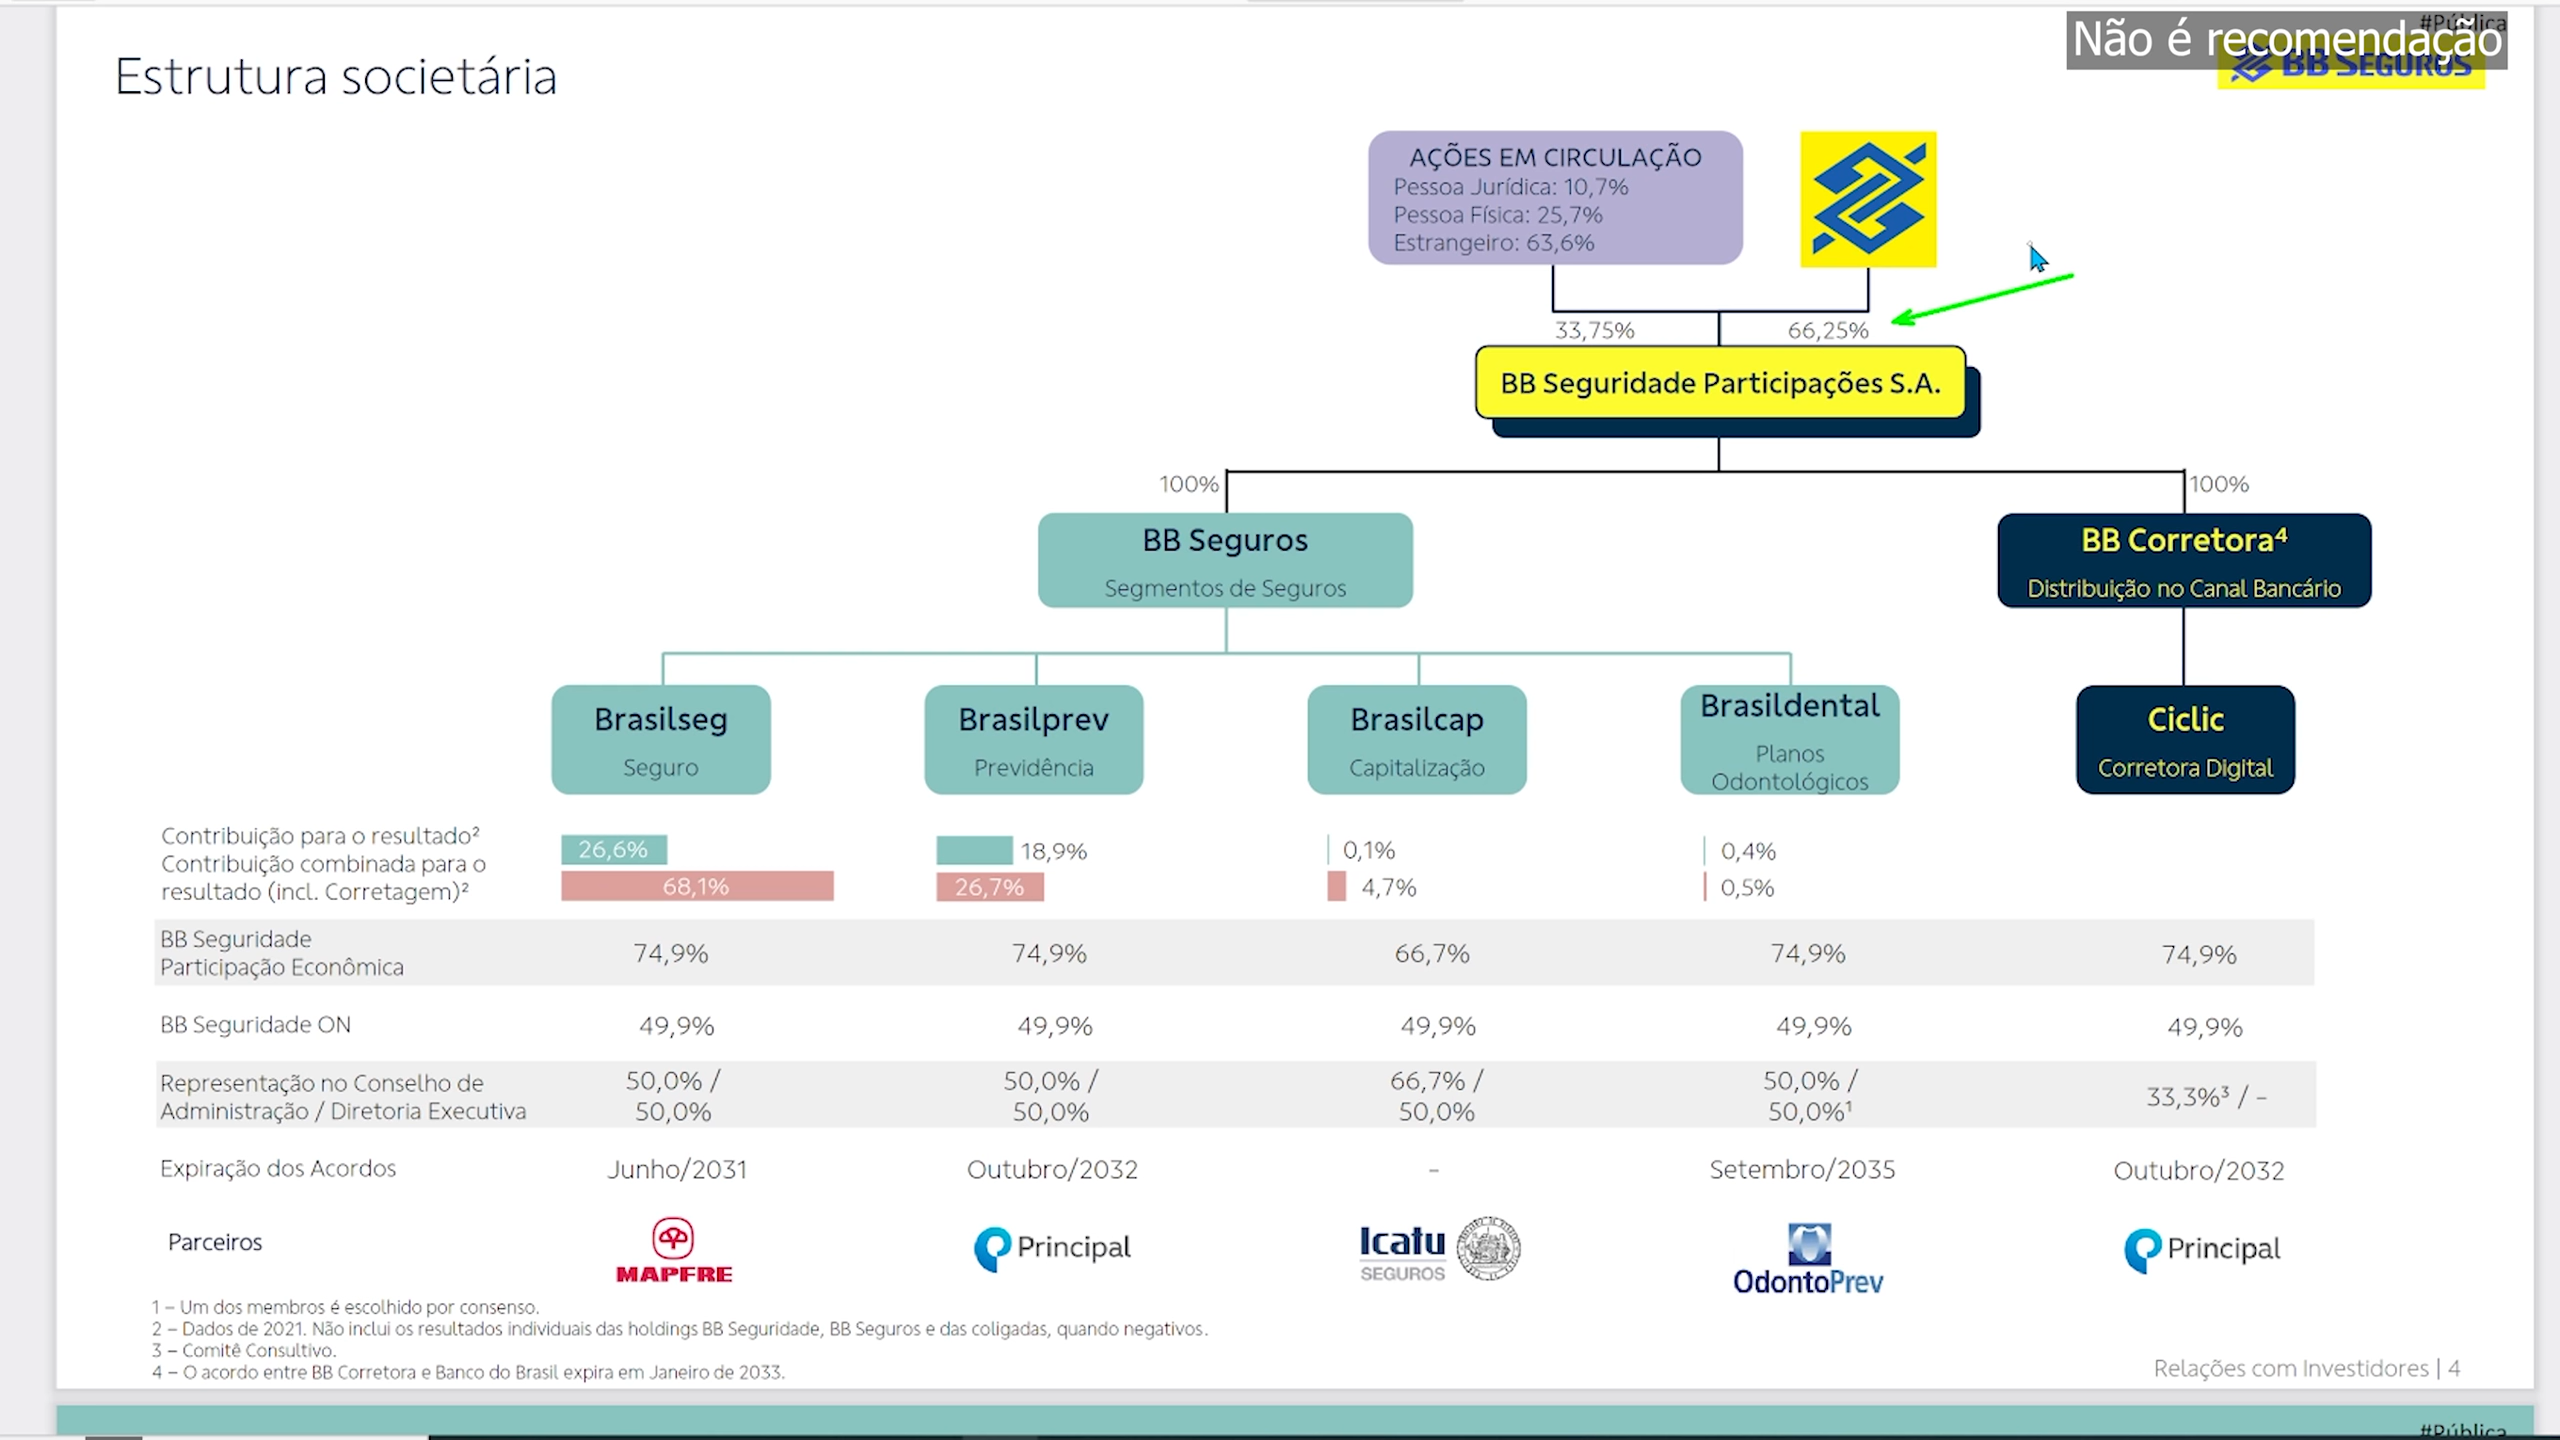 #Pública
Não é recomendação
BB SEGUROS
Estrutura societária
AÇÕES EM CIRCULAÇÃO
Pessoa Jurídica: 10,7%
Pessoa Física: 25,7%
Estrangeiro: 63,6%
33,75% 66,25%
BB Seguridade Participações S.A.
100% 100%
BB Seguros
Segmentos de Seguros
BB Corretora⁴
Distribuição no Canal Bancário
Brasilseg
Seguro
Brasilprev
Previdência
Brasilcap
Capitalização
Brasildental
Planos
Odontológicos
Ciclic
Corretora Digital
Contribuição para o resultado²
26,6% 18,9% 0,1% 0,4%
Contribuição combinada para o
resultado (incl. Corretagem)²
68,1% 26,7% 4,7% 0,5%
BB Seguridade
Participação Econômica
74,9% 74,9% 66,7% 74,9% 74,9%
BB Seguridade ON 49,9% 49,9% 49,9% 49,9% 49,9%
Representação no Conselho de
Administração / Diretoria Executiva
50,0% / 50,0% / 66,7% / 50,0% /
50,0% 50,0% 50,0% 50,0%¹
33,3%³ / -
Expiração dos Acordos Junho/2031 Outubro/2032 - Setembro/2035 Outubro/2032
Parceiros
MAPFRE
Principal
Icatu
SEGUROS
OdontoPrev
Principal
1 – Um dos membros é escolhido por consenso.
2 – Dados de 2021. Não inclui os resultados individuais das holdings BB Seguridade, BB Seguros e das coligadas, quando negativos.
3 – Comitê Consultivo.
4 – O acordo entre BB Corretora e Banco do Brasil expira em Janeiro de 2033.
Relações com Investidores | 4
#Pública